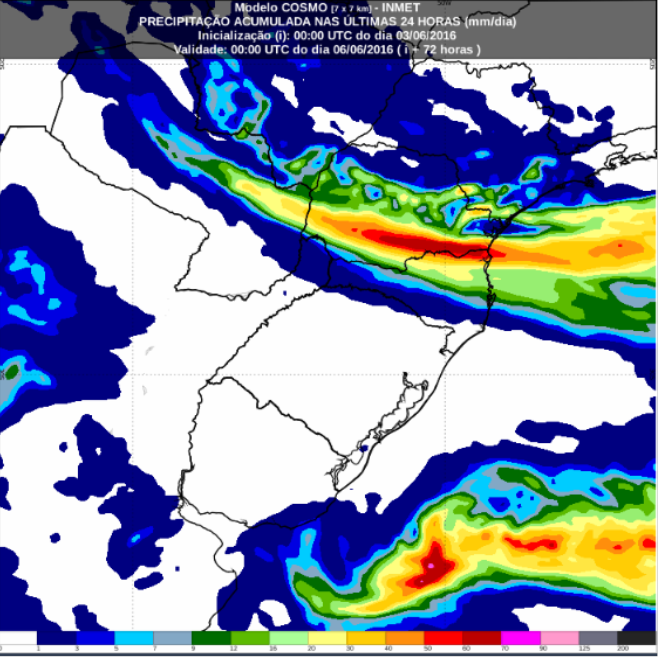 Modelo COSMO [7 x 7 km] - INMET
PRECIPITAÇÃO ACUMULADA NAS ÚLTIMAS 24 HORAS (mm/dia)
Inicialização (i): 00:00 UTC do dia 03/06/2016
Validade: 00:00 UTC do dia 06/06/2016 ( i + 72 horas )
0 1 3 5 7 9 12 16 20 30 40 50 60 70 90 125 200